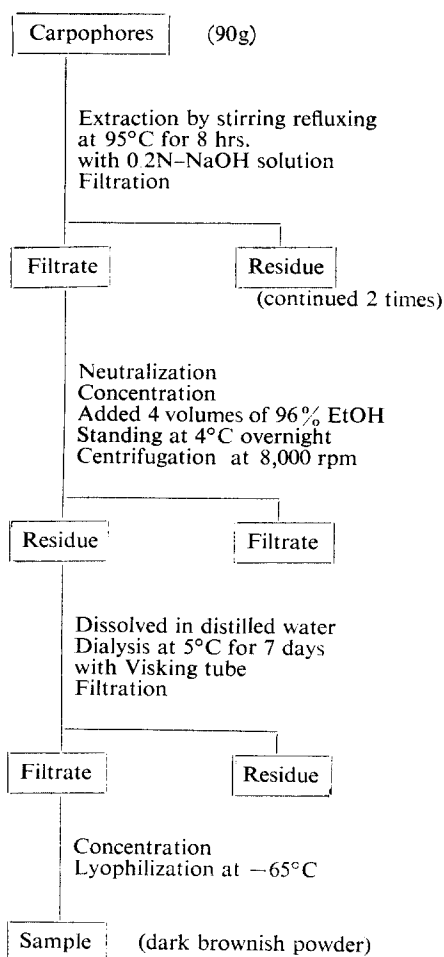 Carpophores (90g)
Extraction by stirring refluxing
at 95°C for 8 hrs.
with 0.2N–NaOH solution
Filtration
Filtrate Residue
(continued 2 times)
Neutralization
Concentration
Added 4 volumes of 96% EtOH
Standing at 4°C overnight
Centrifugation at 8,000 rpm
Residue Filtrate
Dissolved in distilled water
Dialysis at 5°C for 7 days
with Visking tube
Filtration
Filtrate Residue
Concentration
Lyophilization at −65°C
Sample (dark brownish powder)